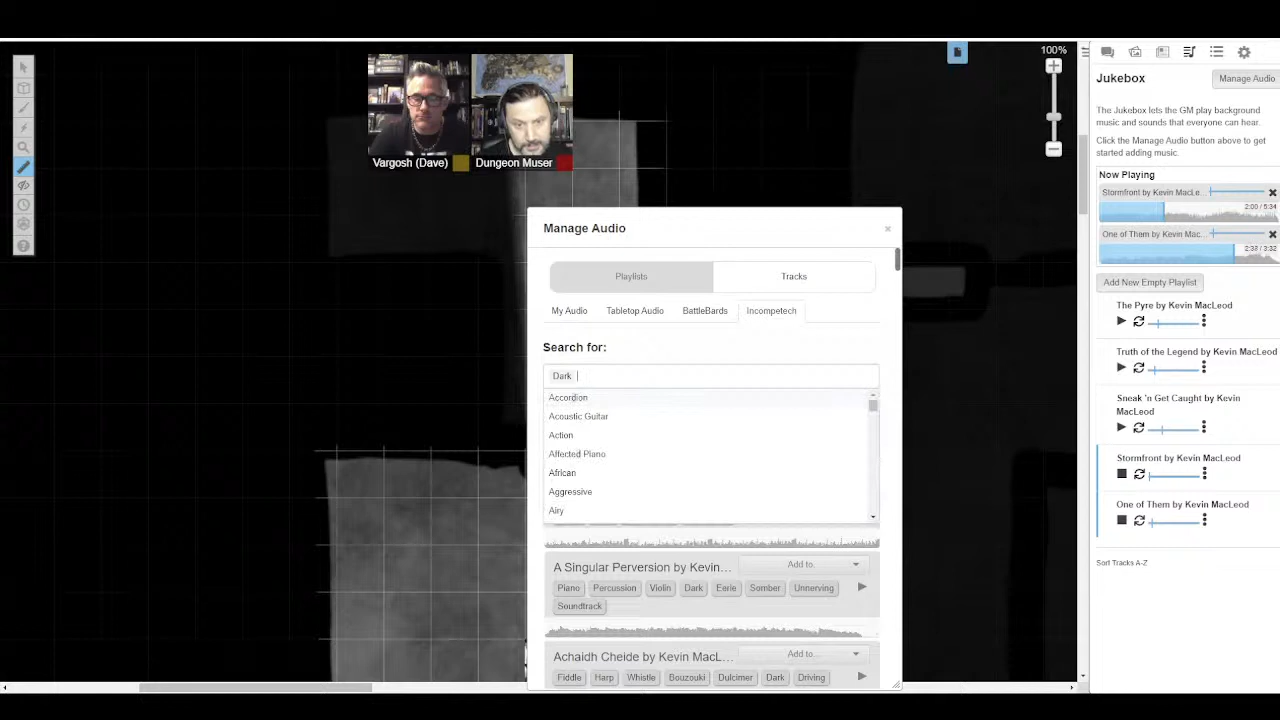 100%
Vargosh (Dave)
Dungeon Muser
Jukebox
Manage Audio
The Jukebox lets the GM play background
music and sounds that everyone can hear.
Click the Manage Audio button above to get
started adding music.
Now Playing
Stormfront by Kevin MacLe...
2:00 / 5:34
One of Them by Kevin Mac...
/ 3:32
Add New Empty Playlist
The Pyre by Kevin MacLeod
Truth of the Legend by Kevin MacLeod
Sneak 'n Get Caught by Kevin
MacLeod
Stormfront by Kevin MacLeod
One of Them by Kevin MacLeod
Sort Tracks A-Z
Manage Audio
×
Playlists
Tracks
My Audio
Tabletop Audio
BattleBards
Incompetech
Search for:
Dark
Accordion
Acoustic Guitar
Action
Affected Piano
African
Aggressive
Airy
A Singular Perversion by Kevin...
Add to.
Piano Percussion Violin Dark Eerie Somber Unnerving
Soundtrack
Achaidh Cheide by Kevin MacL...
Add to...
Fiddle Harp Whistle Bouzouki Dulcimer Dark Driving